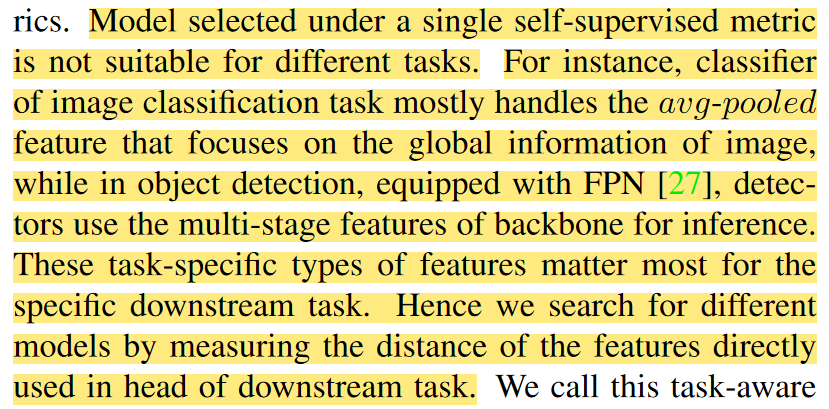 rics. Model selected under a single self-supervised metric
is not suitable for different tasks. For instance, classifier
of image classification task mostly handles the avg-pooled
feature that focuses on the global information of image,
while in object detection, equipped with FPN [27], detec-
tors use the multi-stage features of backbone for inference.
These task-specific types of features matter most for the
specific downstream task. Hence we search for different
models by measuring the distance of the features directly
used in head of downstream task. We call this task-aware